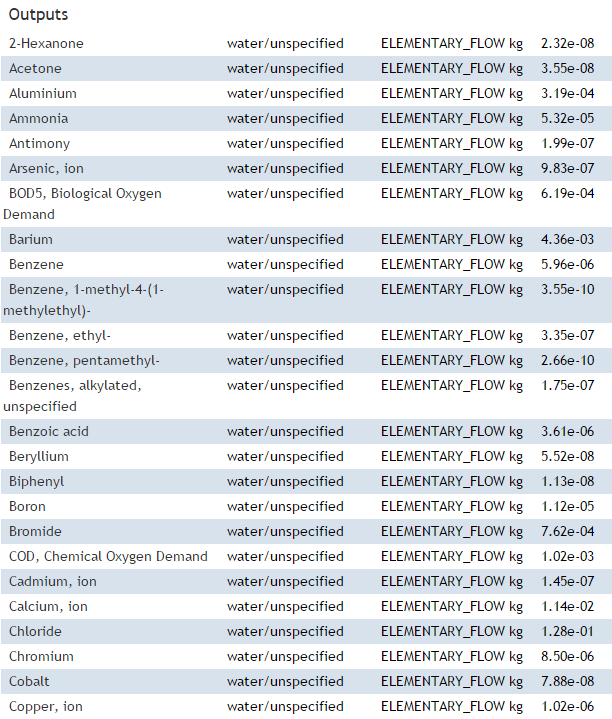 Outputs
2-Hexanone water/unspecified ELEMENTARY_FLOW kg 2.32e-08
Acetone water/unspecified ELEMENTARY_FLOW kg 3.55e-08
Aluminium water/unspecified ELEMENTARY_FLOW kg 3.19e-04
Ammonia water/unspecified ELEMENTARY_FLOW kg 5.32e-05
Antimony water/unspecified ELEMENTARY_FLOW kg 1.99e-07
Arsenic, ion water/unspecified ELEMENTARY_FLOW kg 9.83e-07
BOD5, Biological Oxygen water/unspecified ELEMENTARY_FLOW kg 6.19e-04
Demand
Barium water/unspecified ELEMENTARY_FLOW kg 4.36e-03
Benzene water/unspecified ELEMENTARY_FLOW kg 5.96e-06
Benzene, 1-methyl-4-(1- water/unspecified ELEMENTARY_FLOW kg 3.55e-10
methylethyl)-
Benzene, ethyl- water/unspecified ELEMENTARY_FLOW kg 3.35e-07
Benzene, pentamethyl- water/unspecified ELEMENTARY_FLOW kg 2.66e-10
Benzenes, alkylated, water/unspecified ELEMENTARY_FLOW kg 1.75e-07
unspecified
Benzoic acid water/unspecified ELEMENTARY_FLOW kg 3.61e-06
Beryllium water/unspecified ELEMENTARY_FLOW kg 5.52e-08
Biphenyl water/unspecified ELEMENTARY_FLOW kg 1.13e-08
Boron water/unspecified ELEMENTARY_FLOW kg 1.12e-05
Bromide water/unspecified ELEMENTARY_FLOW kg 7.62e-04
COD, Chemical Oxygen Demand water/unspecified ELEMENTARY_FLOW kg 1.02e-03
Cadmium, ion water/unspecified ELEMENTARY_FLOW kg 1.45e-07
Calcium, ion water/unspecified ELEMENTARY_FLOW kg 1.14e-02
Chloride water/unspecified ELEMENTARY_FLOW kg 1.28e-01
Chromium water/unspecified ELEMENTARY_FLOW kg 8.50e-06
Cobalt water/unspecified ELEMENTARY_FLOW kg 7.88e-08
Copper, ion water/unspecified ELEMENTARY_FLOW kg 1.02e-06